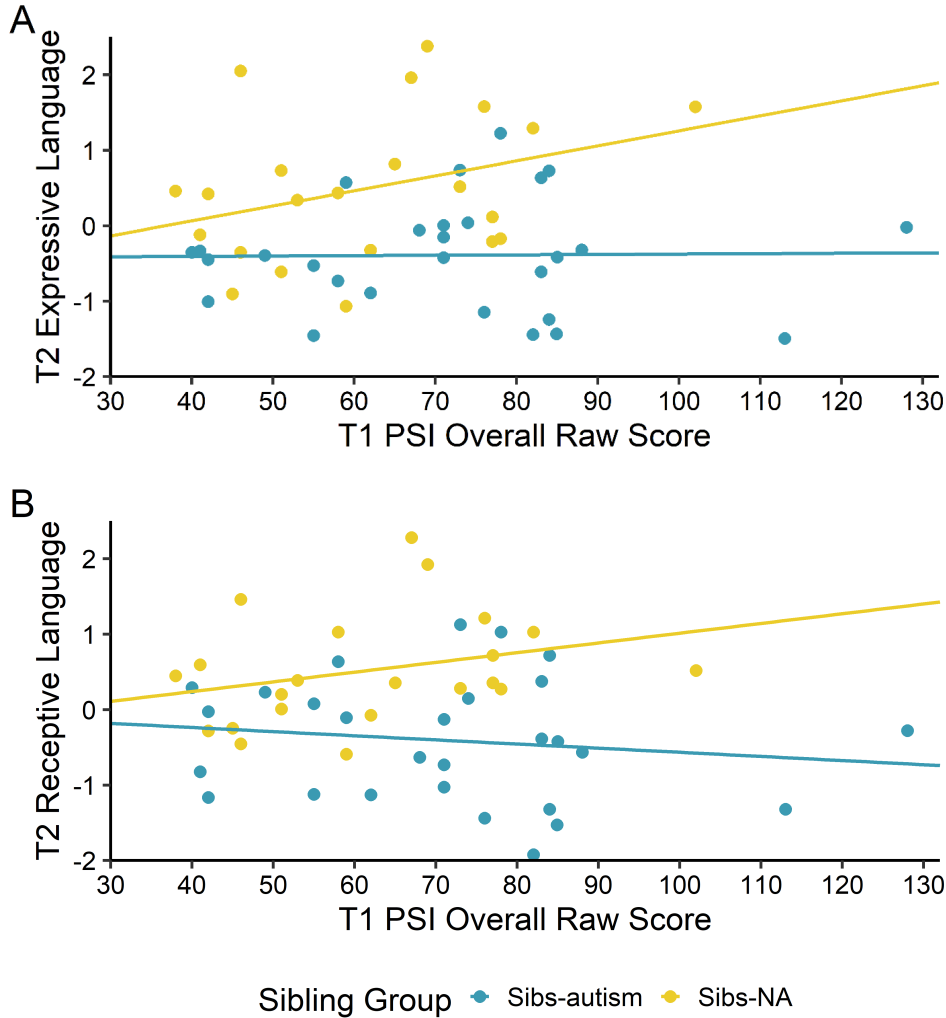 A
T2 Expressive Language
2
1
0
-1
-2
30 40 50 60 70 80 90 100 110 120 130
T1 PSI Overall Raw Score
B
T2 Receptive Language
2
1
0
-1
-2
30 40 50 60 70 80 90 100 110 120 130
T1 PSI Overall Raw Score
Sibling Group Sibs-autism Sibs-NA